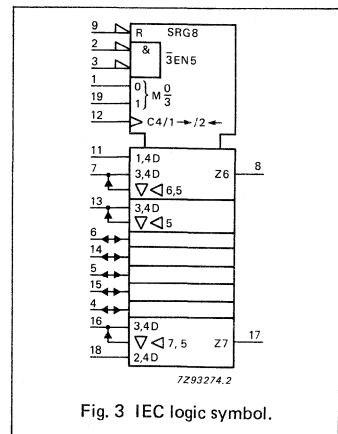 9 R SRG8
2 &
3 3EN5
1 0 } M 0/3
19 1
12 C4/1 → /2 ←
11 1,4D
7 3,4D Z6 8
6,5
13 3,4D
5
6
14
5
15
4
16 3,4D
7,5 Z7 17
18 2,4D
7Z93274.2
Fig. 3 IEC logic symbol.